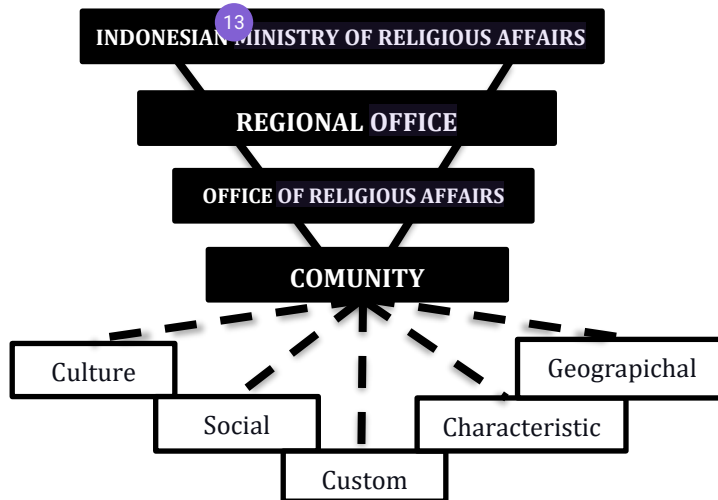 13
INDONESIAN MINISTRY OF RELIGIOUS AFFAIRS
REGIONAL OFFICE
OFFICE OF RELIGIOUS AFFAIRS
COMUNITY
Culture
Social
Custom
Characteristic
Geograpichal